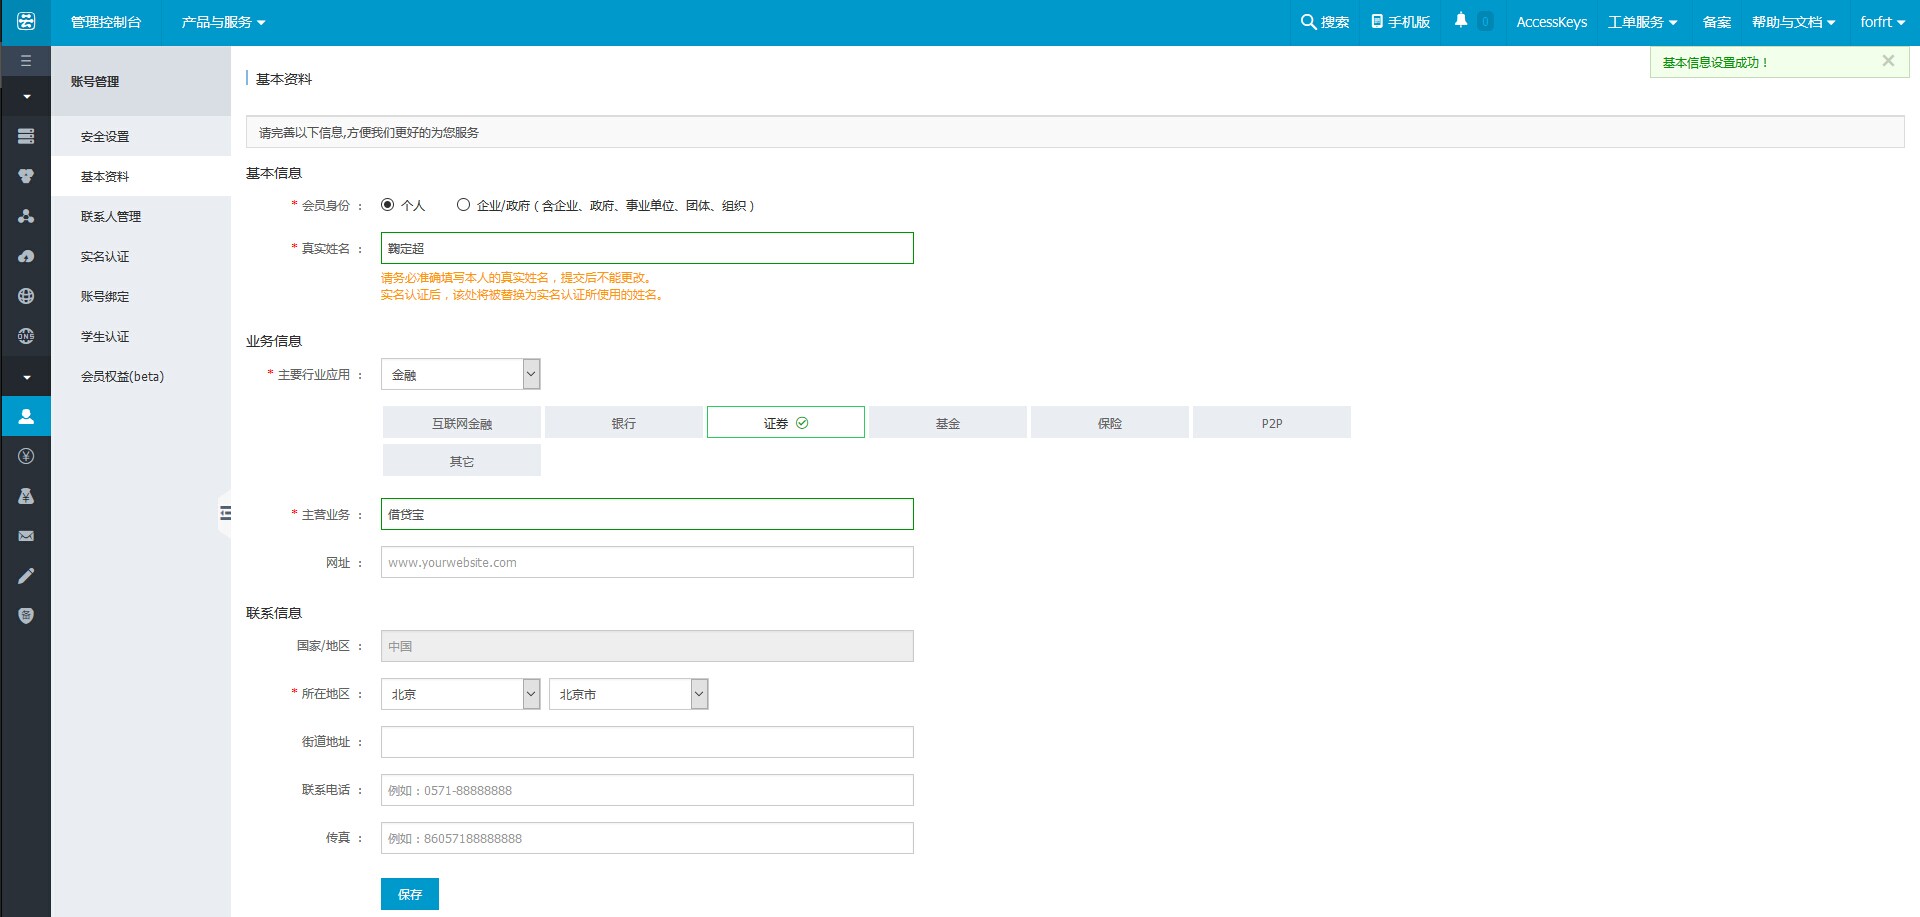 管理控制台 产品与服务 搜索 手机版 0 AccessKeys 工单服务 备案 帮助与文档 forfrt
基本信息设置成功！
账号管理
安全设置
基本资料
联系人管理
实名认证
账号绑定
学生认证
会员权益(beta)
DNS
基本资料
请完善以下信息,方便我们更好的为您服务
基本信息
* 会员身份： 个人 企业/政府（含企业、政府、事业单位、团体、组织）
* 真实姓名： 鞠定超
请务必准确填写本人的真实姓名，提交后不能更改。
实名认证后，该处将被替换为实名认证所使用的姓名。
业务信息
* 主要行业应用： 金融
互联网金融 银行 证券 基金 保险 P2P
其它
* 主营业务： 借贷宝
网址： www.yourwebsite.com
联系信息
国家/地区： 中国
* 所在地区： 北京 北京市
街道地址：
联系电话： 例如：0571-88888888
传真： 例如：86057188888888
保存